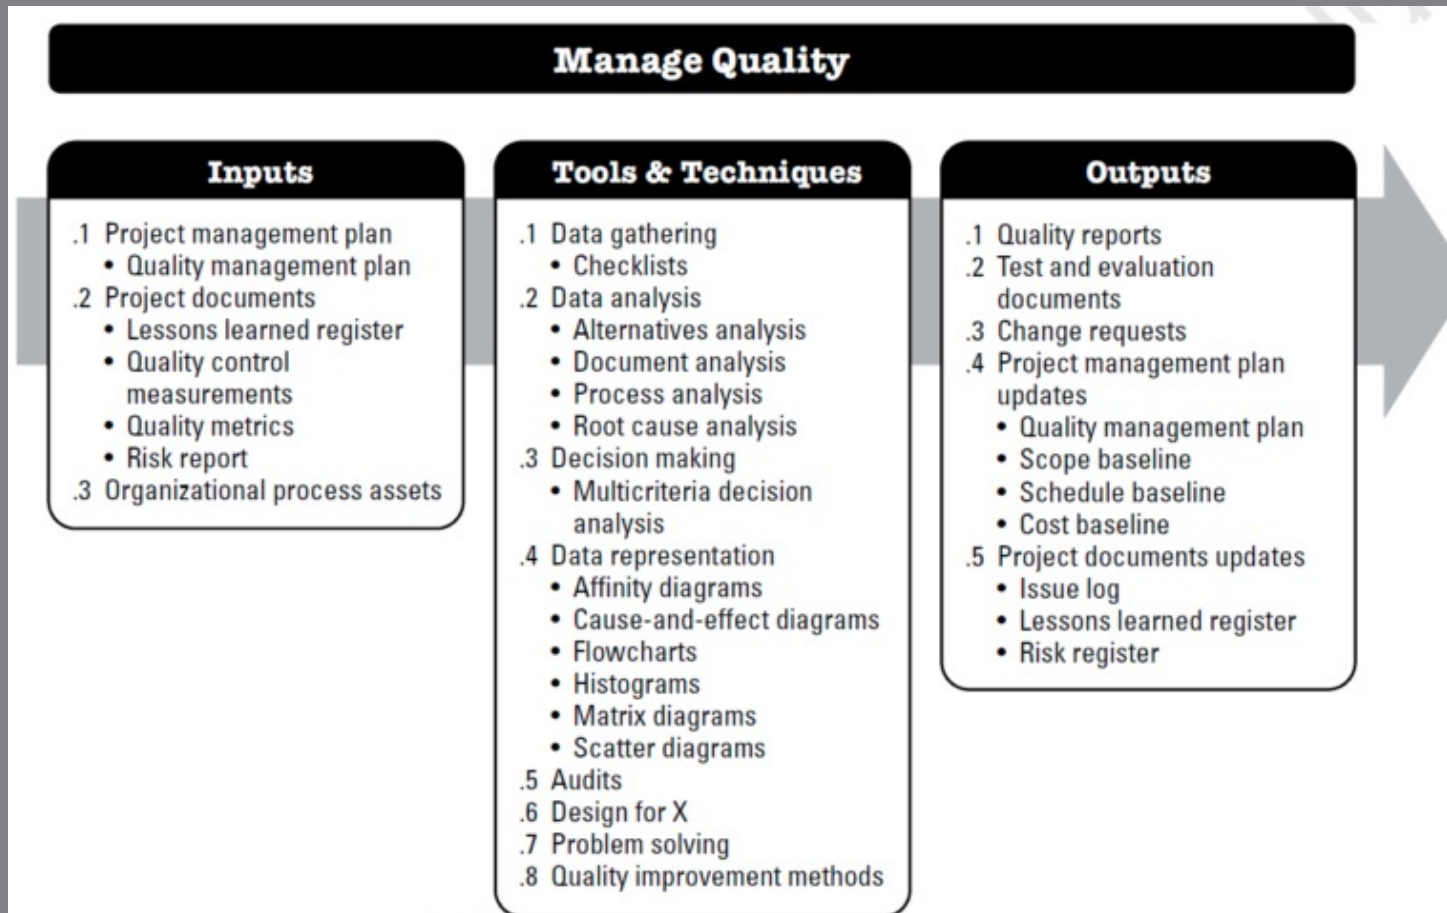 Manage Quality
Inputs
.1 Project management plan
• Quality management plan
.2 Project documents
• Lessons learned register
• Quality control
measurements
• Quality metrics
• Risk report
.3 Organizational process assets
Tools & Techniques
.1 Data gathering
• Checklists
.2 Data analysis
• Alternatives analysis
• Document analysis
• Process analysis
• Root cause analysis
.3 Decision making
• Multicriteria decision
analysis
.4 Data representation
• Affinity diagrams
• Cause-and-effect diagrams
• Flowcharts
• Histograms
• Matrix diagrams
• Scatter diagrams
.5 Audits
.6 Design for X
.7 Problem solving
.8 Quality improvement methods
Outputs
.1 Quality reports
.2 Test and evaluation
documents
.3 Change requests
.4 Project management plan
updates
• Quality management plan
• Scope baseline
• Schedule baseline
• Cost baseline
.5 Project documents updates
• Issue log
• Lessons learned register
• Risk register